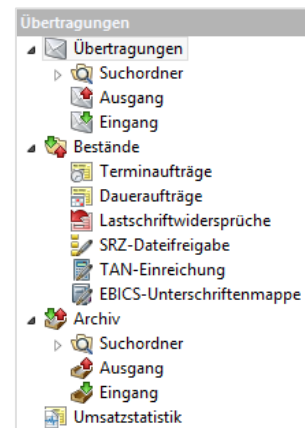 Übertragungen
Übertragungen
Suchordner
Ausgang
Eingang
Bestände
Terminaufträge
Daueraufträge
Lastschriftwidersprüche
SRZ-Dateifreigabe
TAN-Einreichung
EBICS-Unterschriftenmappe
Archiv
Suchordner
Ausgang
Eingang
Umsatzstatistik